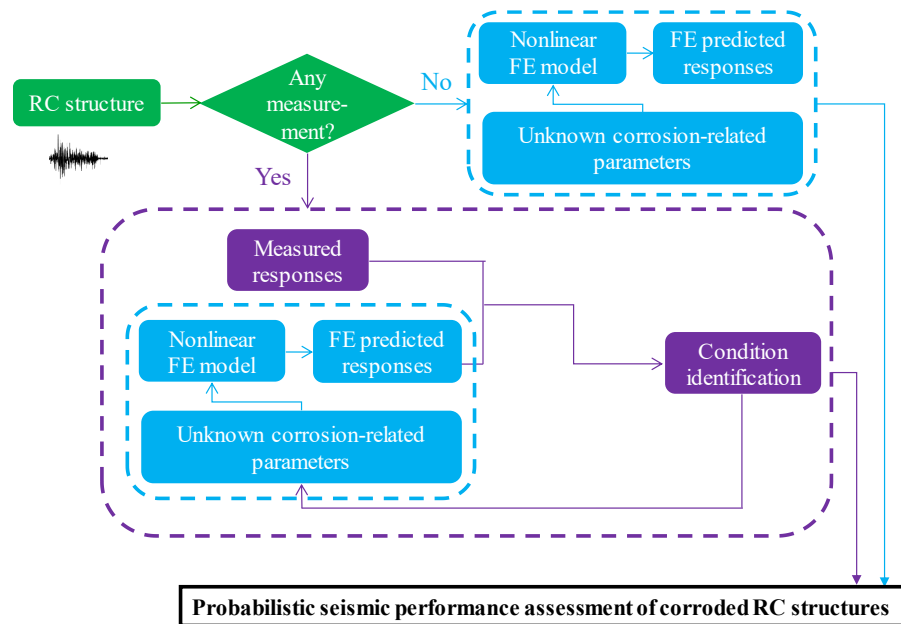 RC structure
Any
measure-
ment?
No
Yes
Nonlinear
FE model
FE predicted
responses
Unknown corrosion-related
parameters
Measured
responses
Nonlinear
FE model
FE predicted
responses
Unknown corrosion-related
parameters
Condition
identification
Probabilistic seismic performance assessment of corroded RC structures